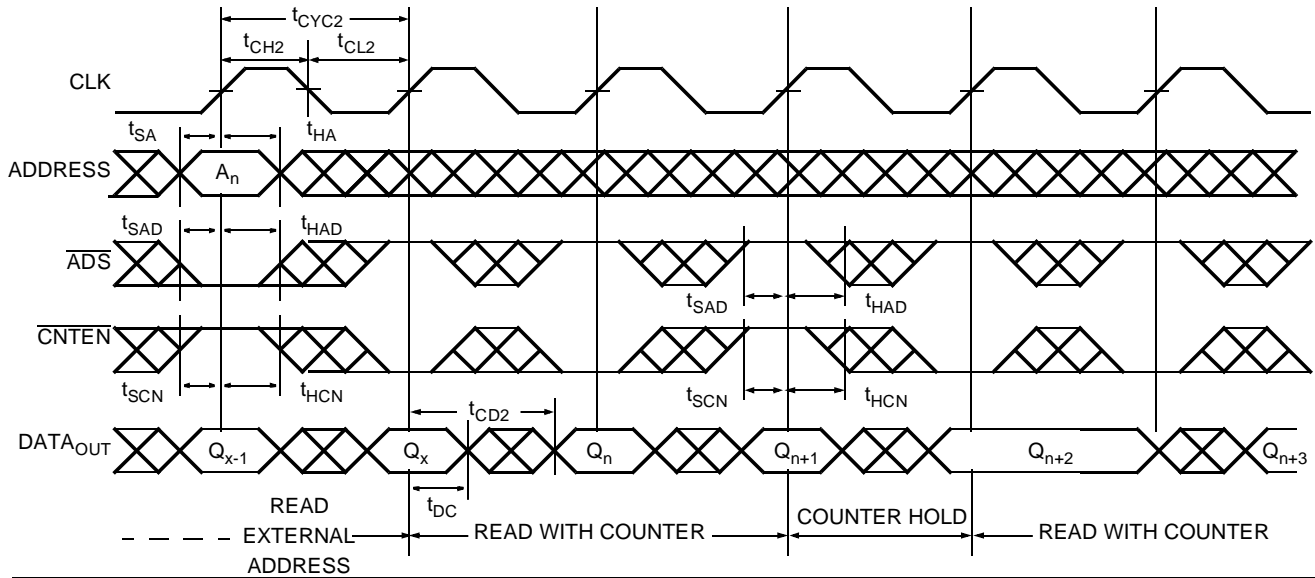 tCYC2
tCH2 tCL2
CLK
tSA tHA
ADDRESS An
tSAD tHAD
ADS
tSAD tHAD
CNTEN
tSCN tHCN tSCN tHCN
tCD2
DATAOUT Qx-1 Qx Qn Qn+1 Qn+2 Qn+3
tDC
READ
EXTERNAL
ADDRESS
READ WITH COUNTER
COUNTER HOLD
READ WITH COUNTER